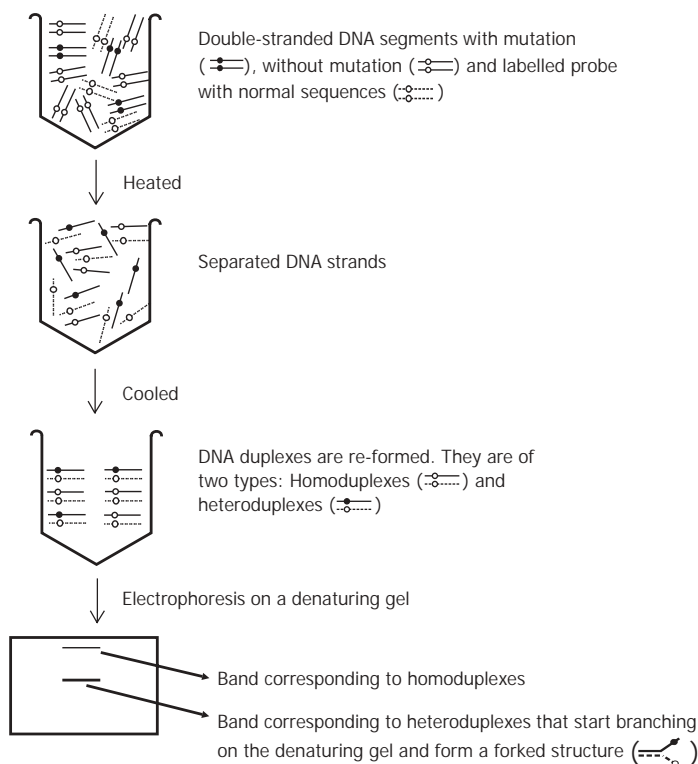 Double-stranded DNA segments with mutation
( ), without mutation ( ) and labelled probe
with normal sequences ( )
Heated
Separated DNA strands
Cooled
DNA duplexes are re-formed. They are of
two types: Homoduplexes ( ) and
heteroduplexes ( )
Electrophoresis on a denaturing gel
Band corresponding to homoduplexes
Band corresponding to heteroduplexes that start branching
on the denaturing gel and form a forked structure ( )